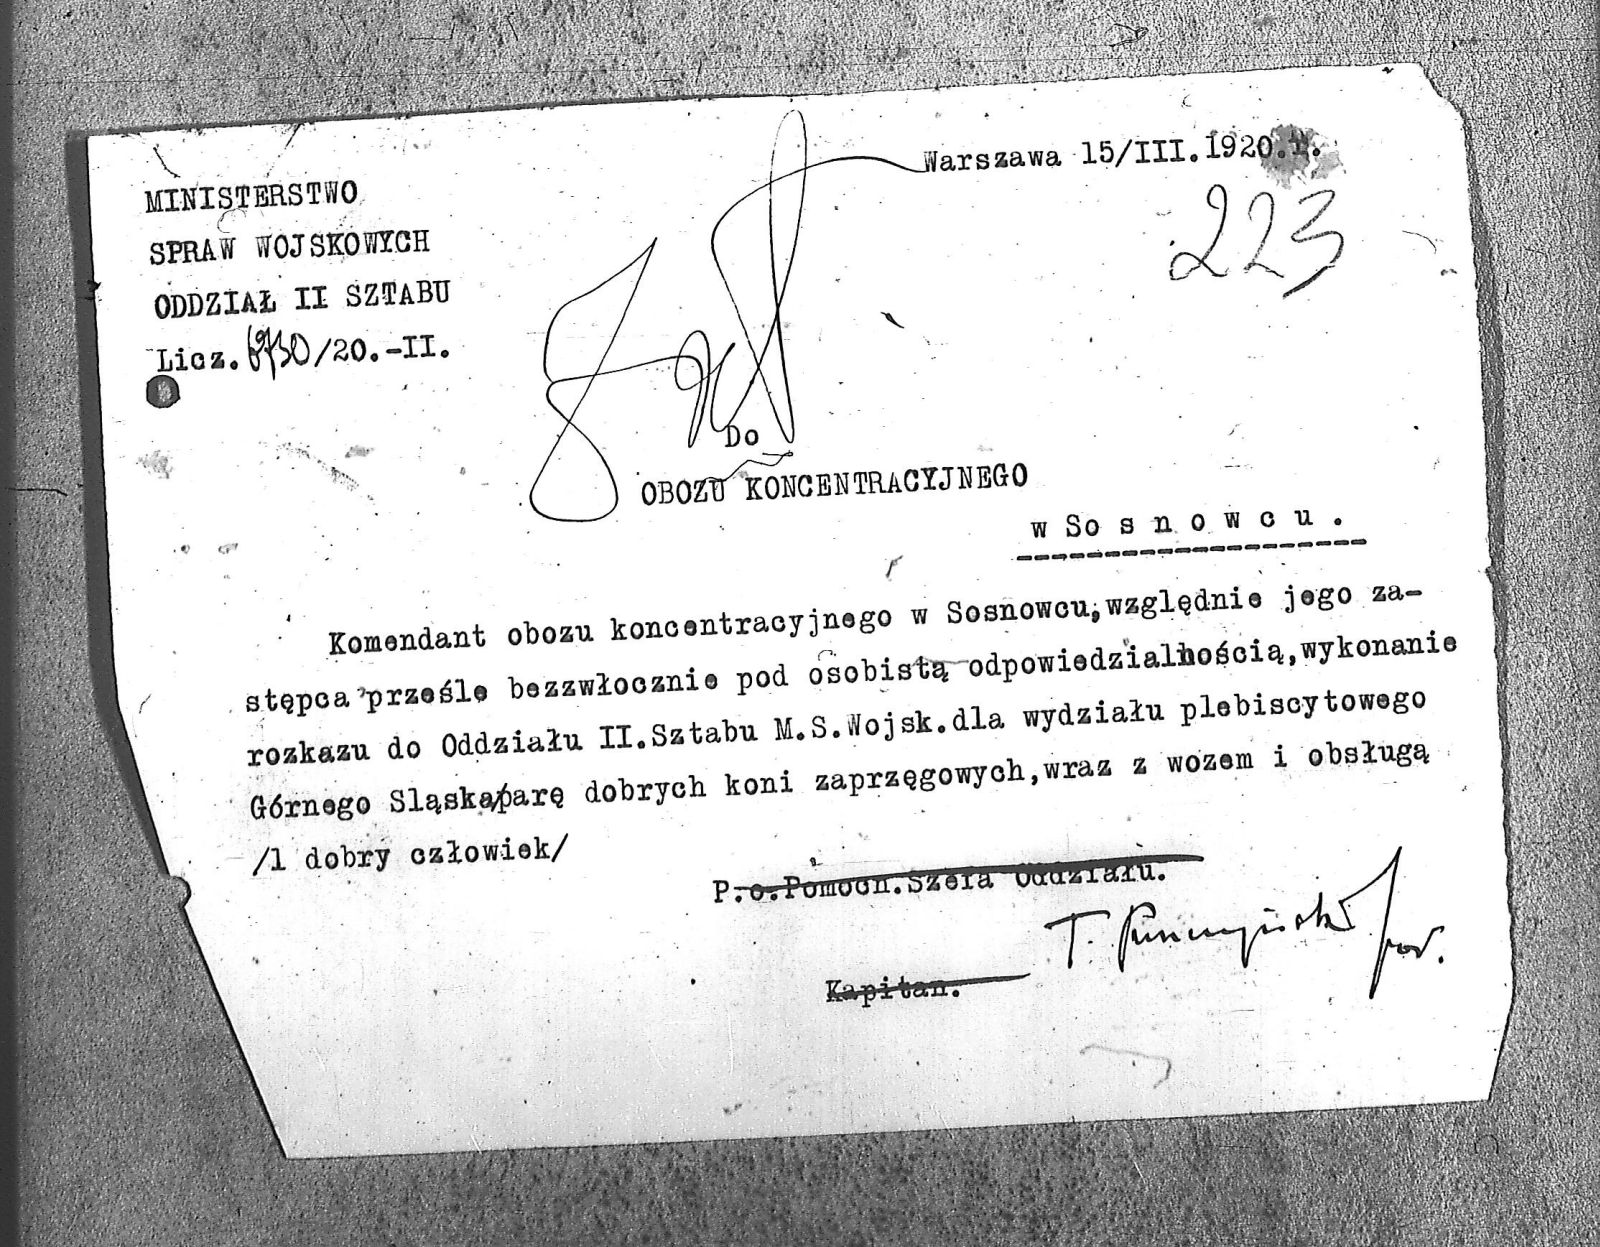 Warszawa 15/III.1920.r.
223
MINISTERSTWO
SPRAW WOJSKOWYCH
ODDZIAŁ II SZTABU
Licz. /20.-II.
Do
OBOZU KONCENTRACYJNEGO
w Sosnowcu.
Komendant obozu koncentracyjnego w Sosnowcu,względnie jego za-
stępca prześle bezzwłocznie pod osobistą odpowiedzialnością,wykonanie
rozkazu do Oddziału II.Sztabu M.S.Wojsk.dla wydziału plebiscytowego
Górnego Sląska/parę dobrych koni zaprzęgowych,wraz z wozem i obsługą
/1 dobry człowiek/
P.o.Pomocn.Szefa Oddziału.
T. por.
Kapitan.